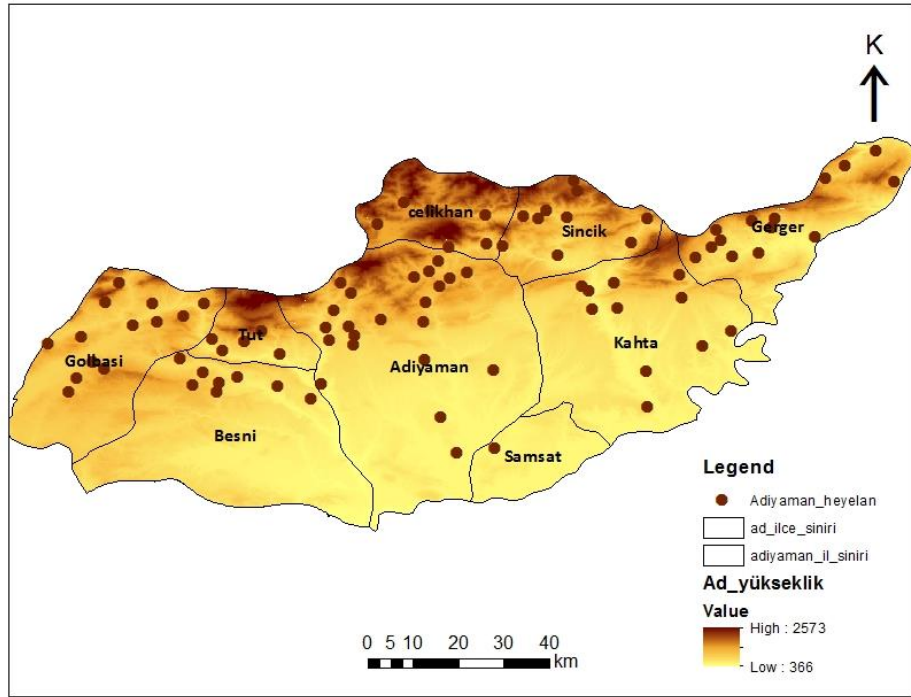 K
celikhan
Sincik
Gerger
Tut
Golbasi
Adiyaman
Kahta
Besni
Samsat
Legend
Adiyaman_heyelan
ad_ilce_siniri
adiyaman_il_siniri
Ad_yükseklik
Value
High : 2573
Low : 366
0 5 10 20 30 40
km